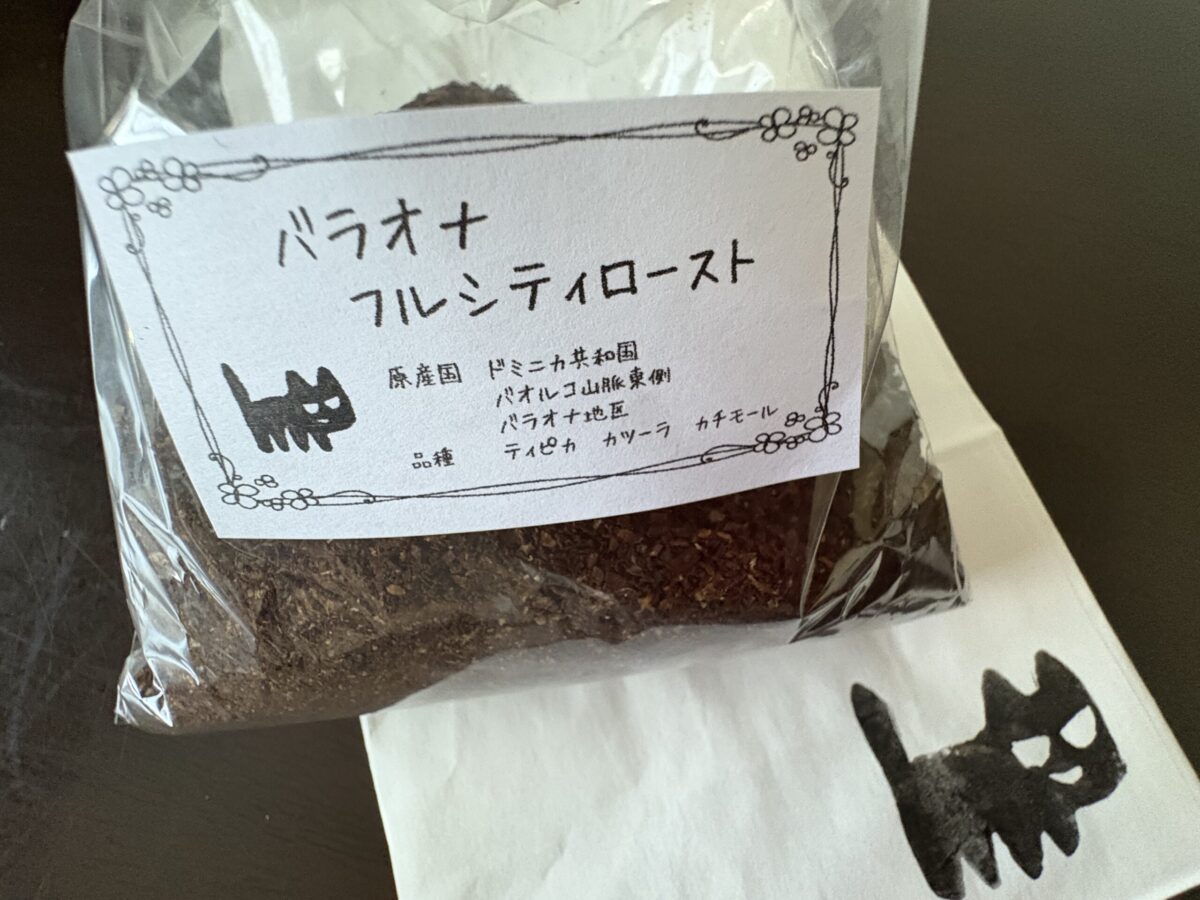 バラオナ
フルシティロースト
原産国 ドミニカ共和国
バオルコ山脈東側
バラオナ地区
品種 ティピカ カツーラ カチモール